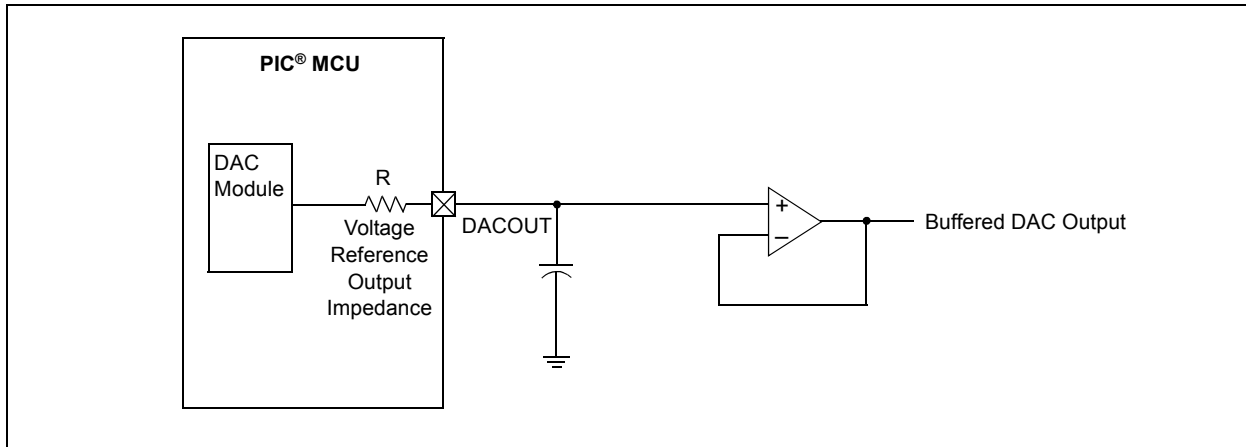 PIC® MCU
DAC
Module
R
Voltage
Reference
Output
Impedance
DACOUT
+
–
Buffered DAC Output